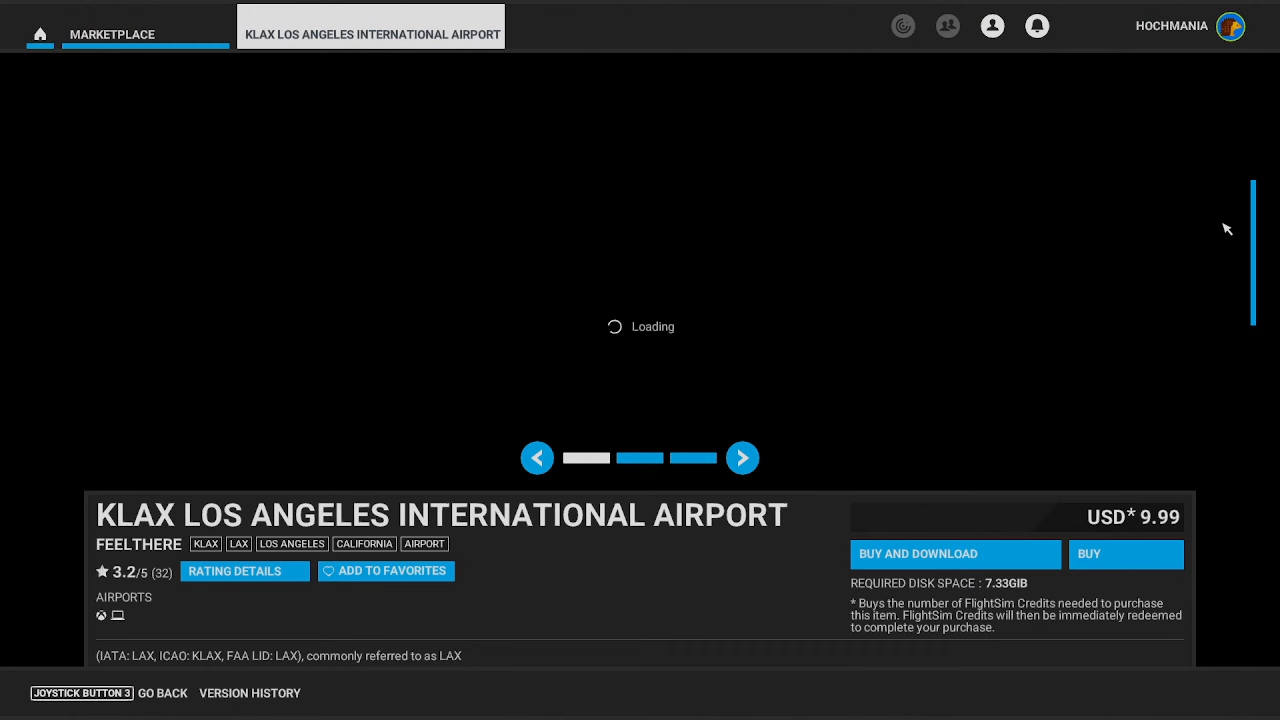 MARKETPLACE
KLAX LOS ANGELES INTERNATIONAL AIRPORT
HOCHMANIA
Loading
KLAX LOS ANGELES INTERNATIONAL AIRPORT
FEELTHERE KLAX LAX LOS ANGELES CALIFORNIA AIRPORT
3.2/5 (32) RATING DETAILS ADD TO FAVORITES
AIRPORTS
USD* 9.99
BUY AND DOWNLOAD BUY
REQUIRED DISK SPACE : 7.33GIB
* Buys the number of FlightSim Credits needed to purchase
this item. FlightSim Credits will then be immediately redeemed
to complete your purchase.
(IATA: LAX, ICAO: KLAX, FAA LID: LAX), commonly referred to as LAX
JOYSTICK BUTTON 3 GO BACK VERSION HISTORY